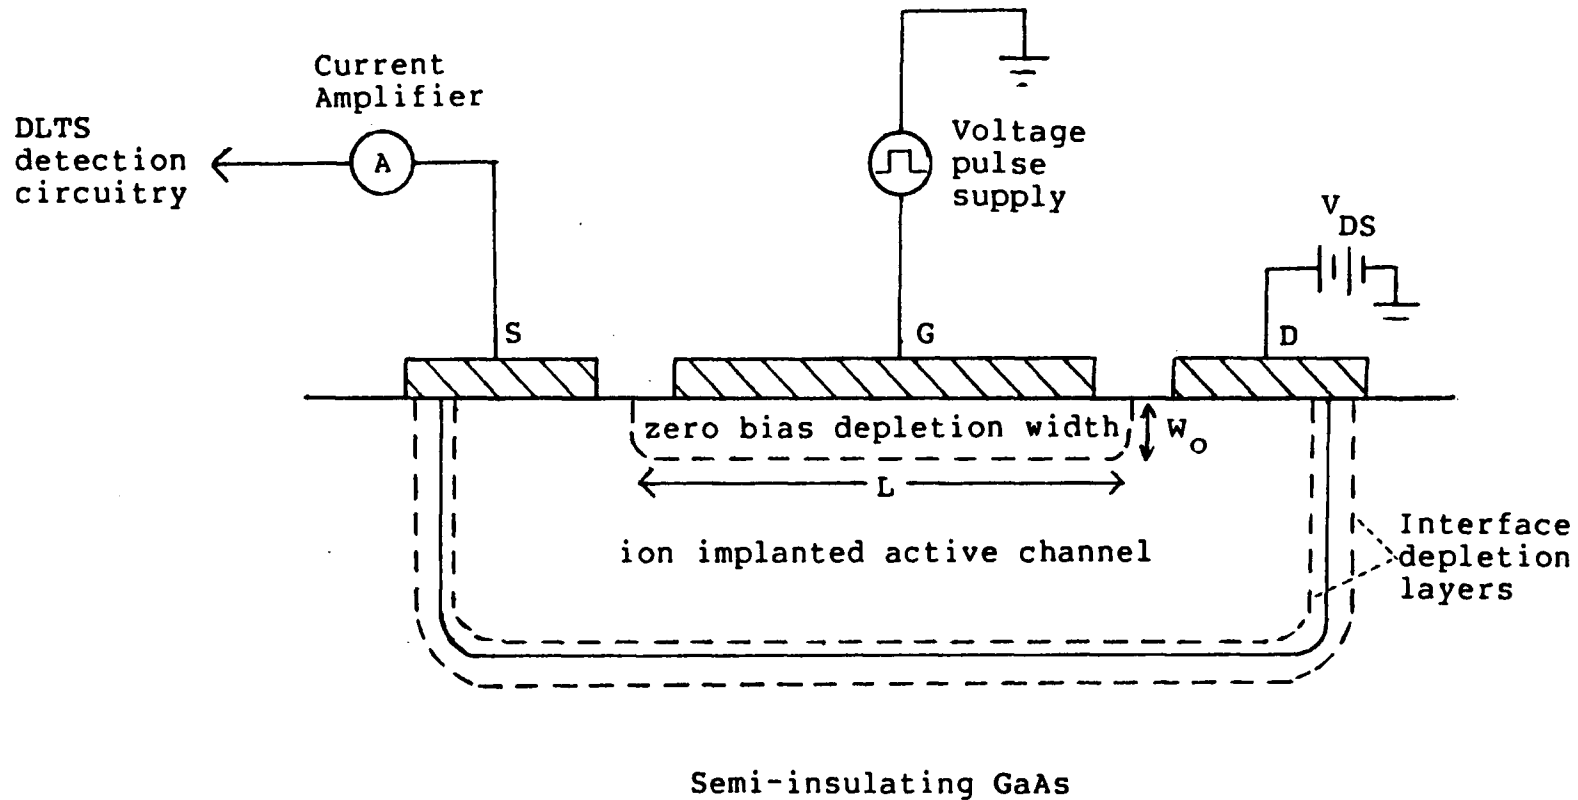 Current
Amplifier
DLTS
detection
circuitry
A
Voltage
pulse
supply
V
DS
S
G
D
zero bias depletion width
Wo
L
ion implanted active channel
Interface
depletion
layers
Semi-insulating GaAs